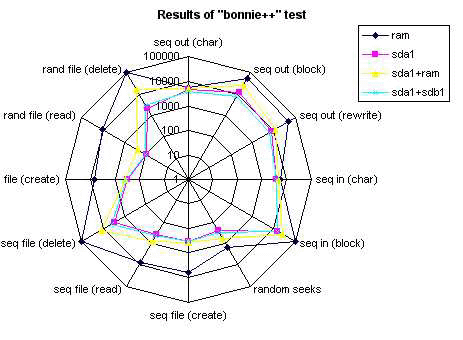 Results of "bonnie++" test
ram
sda1
sda1+ram
sda1+sdb1
seq out (char)
seq out (block)
seq out (rewrite)
seq in (char)
seq in (block)
random seeks
seq file (create)
seq file (read)
seq file (delete)
file (create)
rand file (read)
rand file (delete)
100000
10000
1000
100
10
1